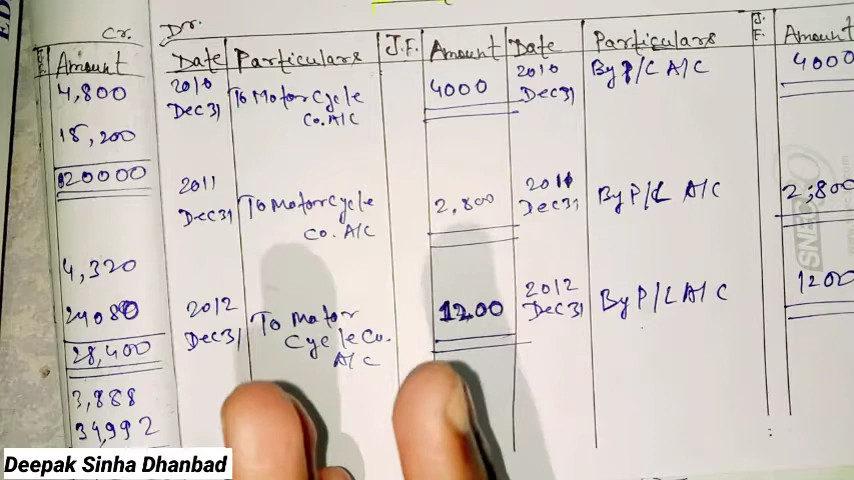 Cr.
Dr.
Amount
4,800
15,200
20000
4,320
24080
28,400
3,888
34,992
Date Particulars J.F. Amount Date Particulars J.F. Amount
2010 Dec 31 To Motor Cycle Co. A/C 4000 2010 Dec 31 By P/L A/C 4000
2011 Dec 31 To Motorcycle Co. A/C 2,800 2011 Dec 31 By P/L A/C 2,800
2012 Dec 31 To Motor Cycle Co. A/C 1200 2012 Dec 31 By P/L A/C 1200
Deepak Sinha Dhanbad